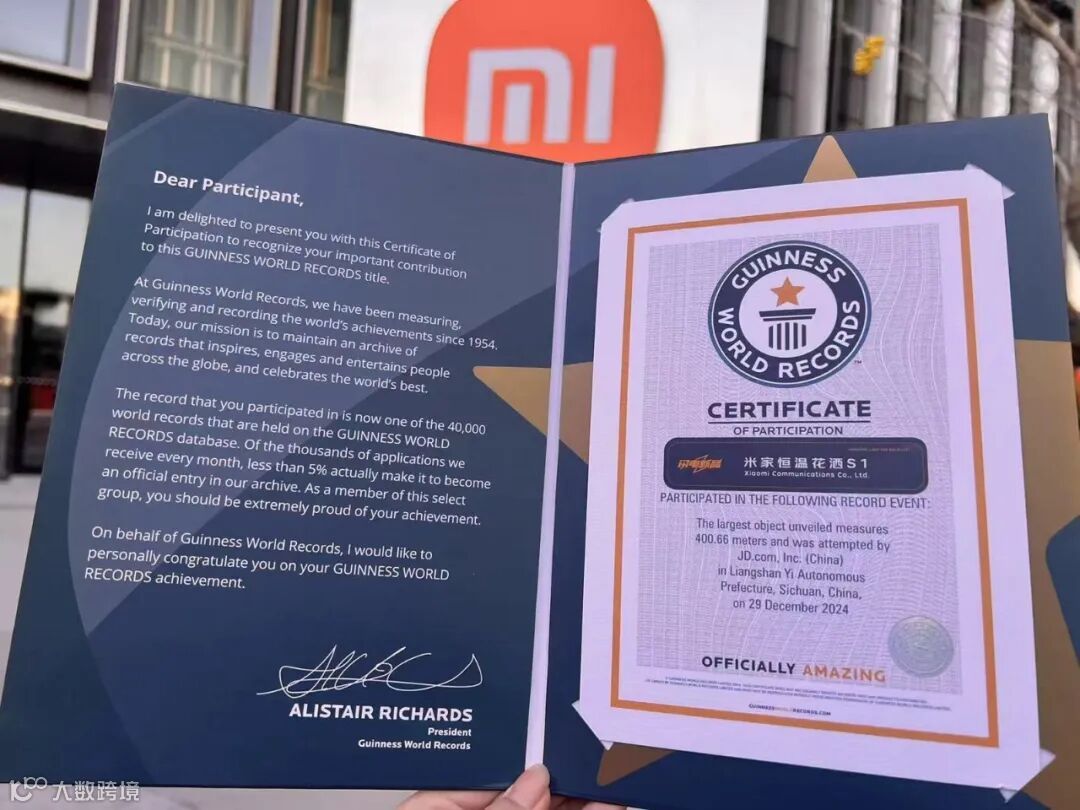 mi
Dear Participant,
I am delighted to present you with this Certificate of
Participation to recognize your important contribution
to this GUINNESS WORLD RECORDS title.
At Guinness World Records, we have been measuring,
verifying and recording the world's achievements since 1954.
Today, our mission is to maintain an archive of
records that inspires, engages and entertains people
across the globe, and celebrates the world's best.
The record that you participated in is now one of the 40,000
world records that are held on the GUINNESS WORLD
RECORDS database. Of the thousands of applications we
receive every month, less than 5% actually make it to become
an official entry in our archive. As a member of this select
group, you should be extremely proud of your achievement.
On behalf of Guinness World Records, I would like to
personally congratulate you on your GUINNESS WORLD
RECORDS achievement.
ALISTAIR RICHARDS
President
Guinness World Records
GUINNESS
WORLD RECORDS
™
CERTIFICATE
OF PARTICIPATION
米家恒温花洒S1
Xiaomi Communications Co., Ltd.
PARTICIPATED IN THE FOLLOWING RECORD EVENT:
The largest object unveiled measures
400.66 meters and was attempted by
JD.com, Inc. (China)
in Liangshan Yi Autonomous
Prefecture, Sichuan, China,
on 29 December 2024
OFFICIALLY AMAZING
GUINNESSWORLDRECORDS.COM
大数跨境